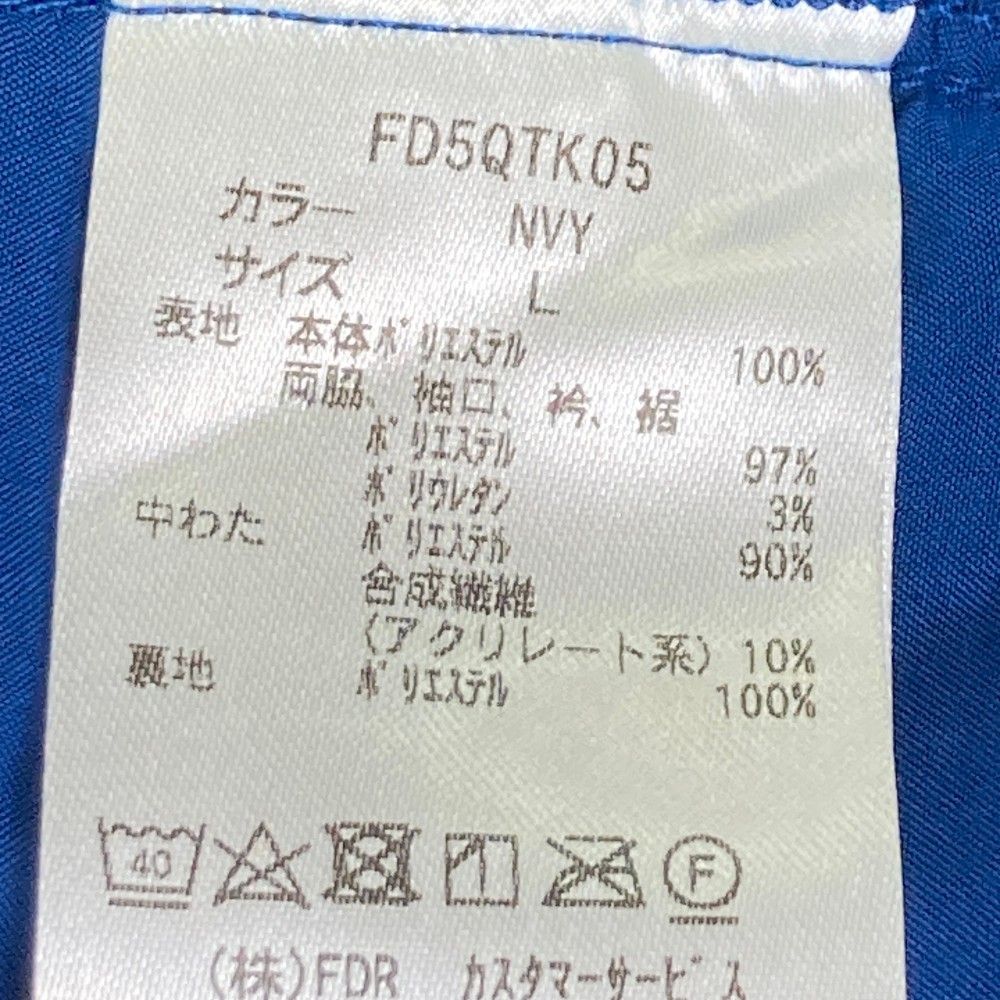 FD5QTK05
カラー NVY
サイズ L
表地 本体ポリエステル 100%
両脇、袖口、衿、裾
ポリエステル 97%
ポリウレタン 3%
中わた ポリエステル 90%
合成繊維
(アクリレート系) 10%
裏地 ポリエステル 100%
40 F
(株)FDR カスタマーサービス